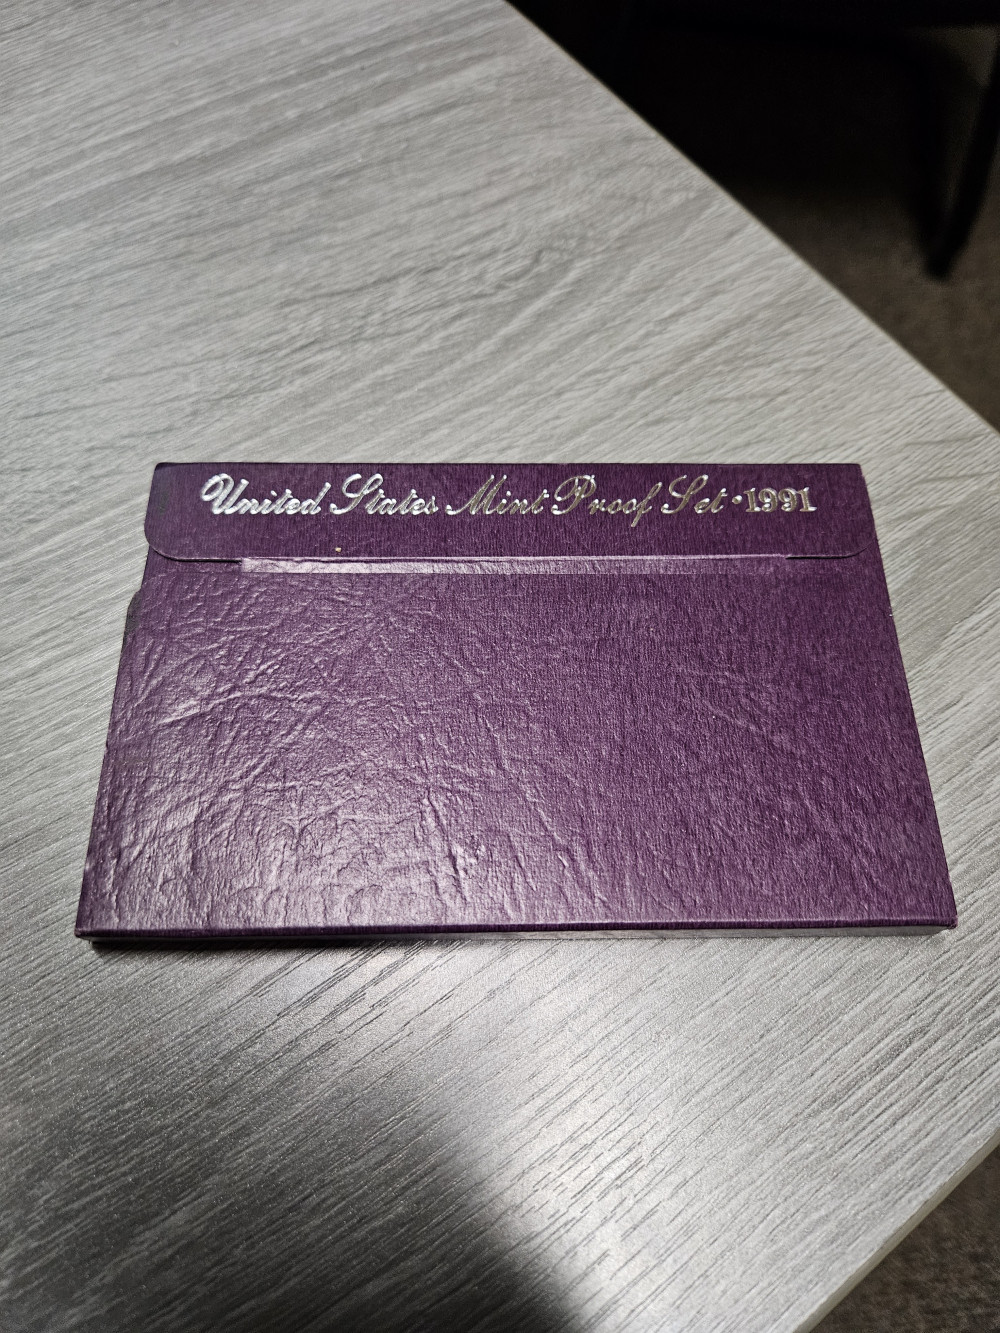 United States Mint Proof Set • 1991